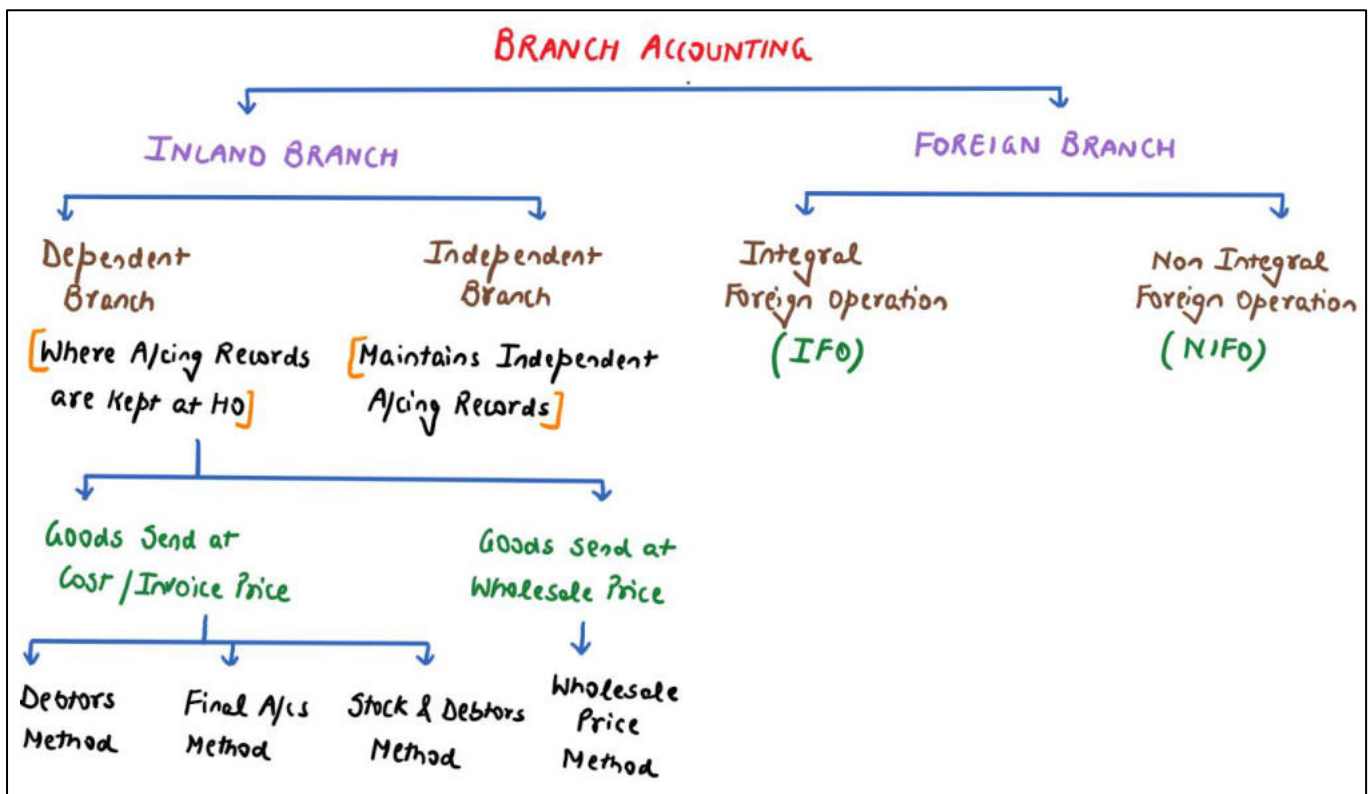 BRANCH ACCOUNTING
INLAND BRANCH
FOREIGN BRANCH
Dependent
Branch
[Where A/cing Records
are Kept at HO]
Independent
Branch
[Maintains Independent
A/cing Records]
Integral
Foreign Operation
(IFO)
Non Integral
Foreign Operation
(NIFO)
Goods Send at
Cost/Invoice Price
Goods Send at
Wholesale Price
Debtors
Method
Final A/cs
Method
Stock & Debtors
Method
Wholesale
Price
Method